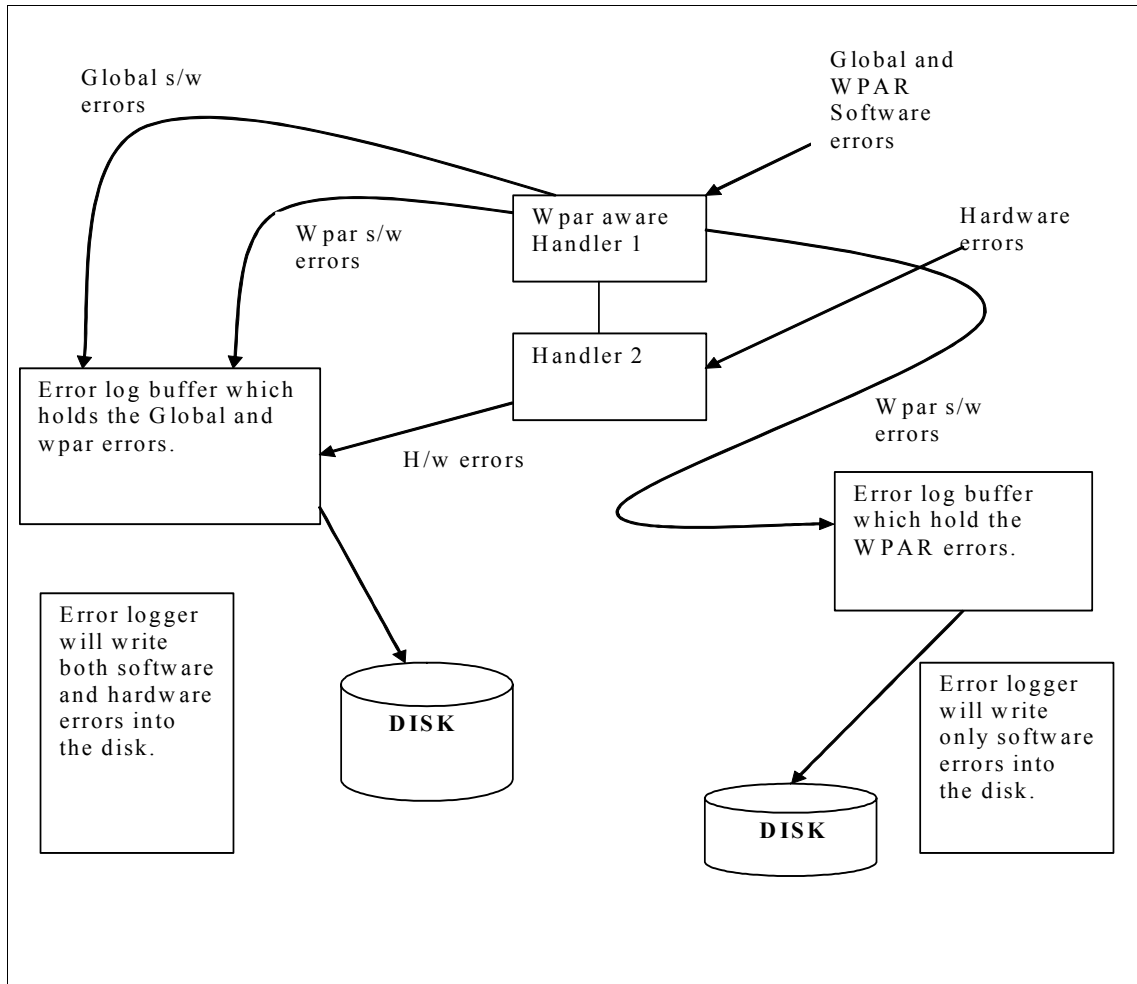 Global s/w
errors
Global and
WPAR
Software
errors
Wpar s/w
errors
Wpar aware
Handler 1
Hardware
errors
Handler 2
Error log buffer which
holds the Global and
wpar errors.
H/w errors
Wpar s/w
errors
Error log buffer
which hold the
WPAR errors.
Error logger
will write
both software
and hardware
errors into
the disk.
DISK
Error logger
will write
only software
errors into
the disk.
DISK